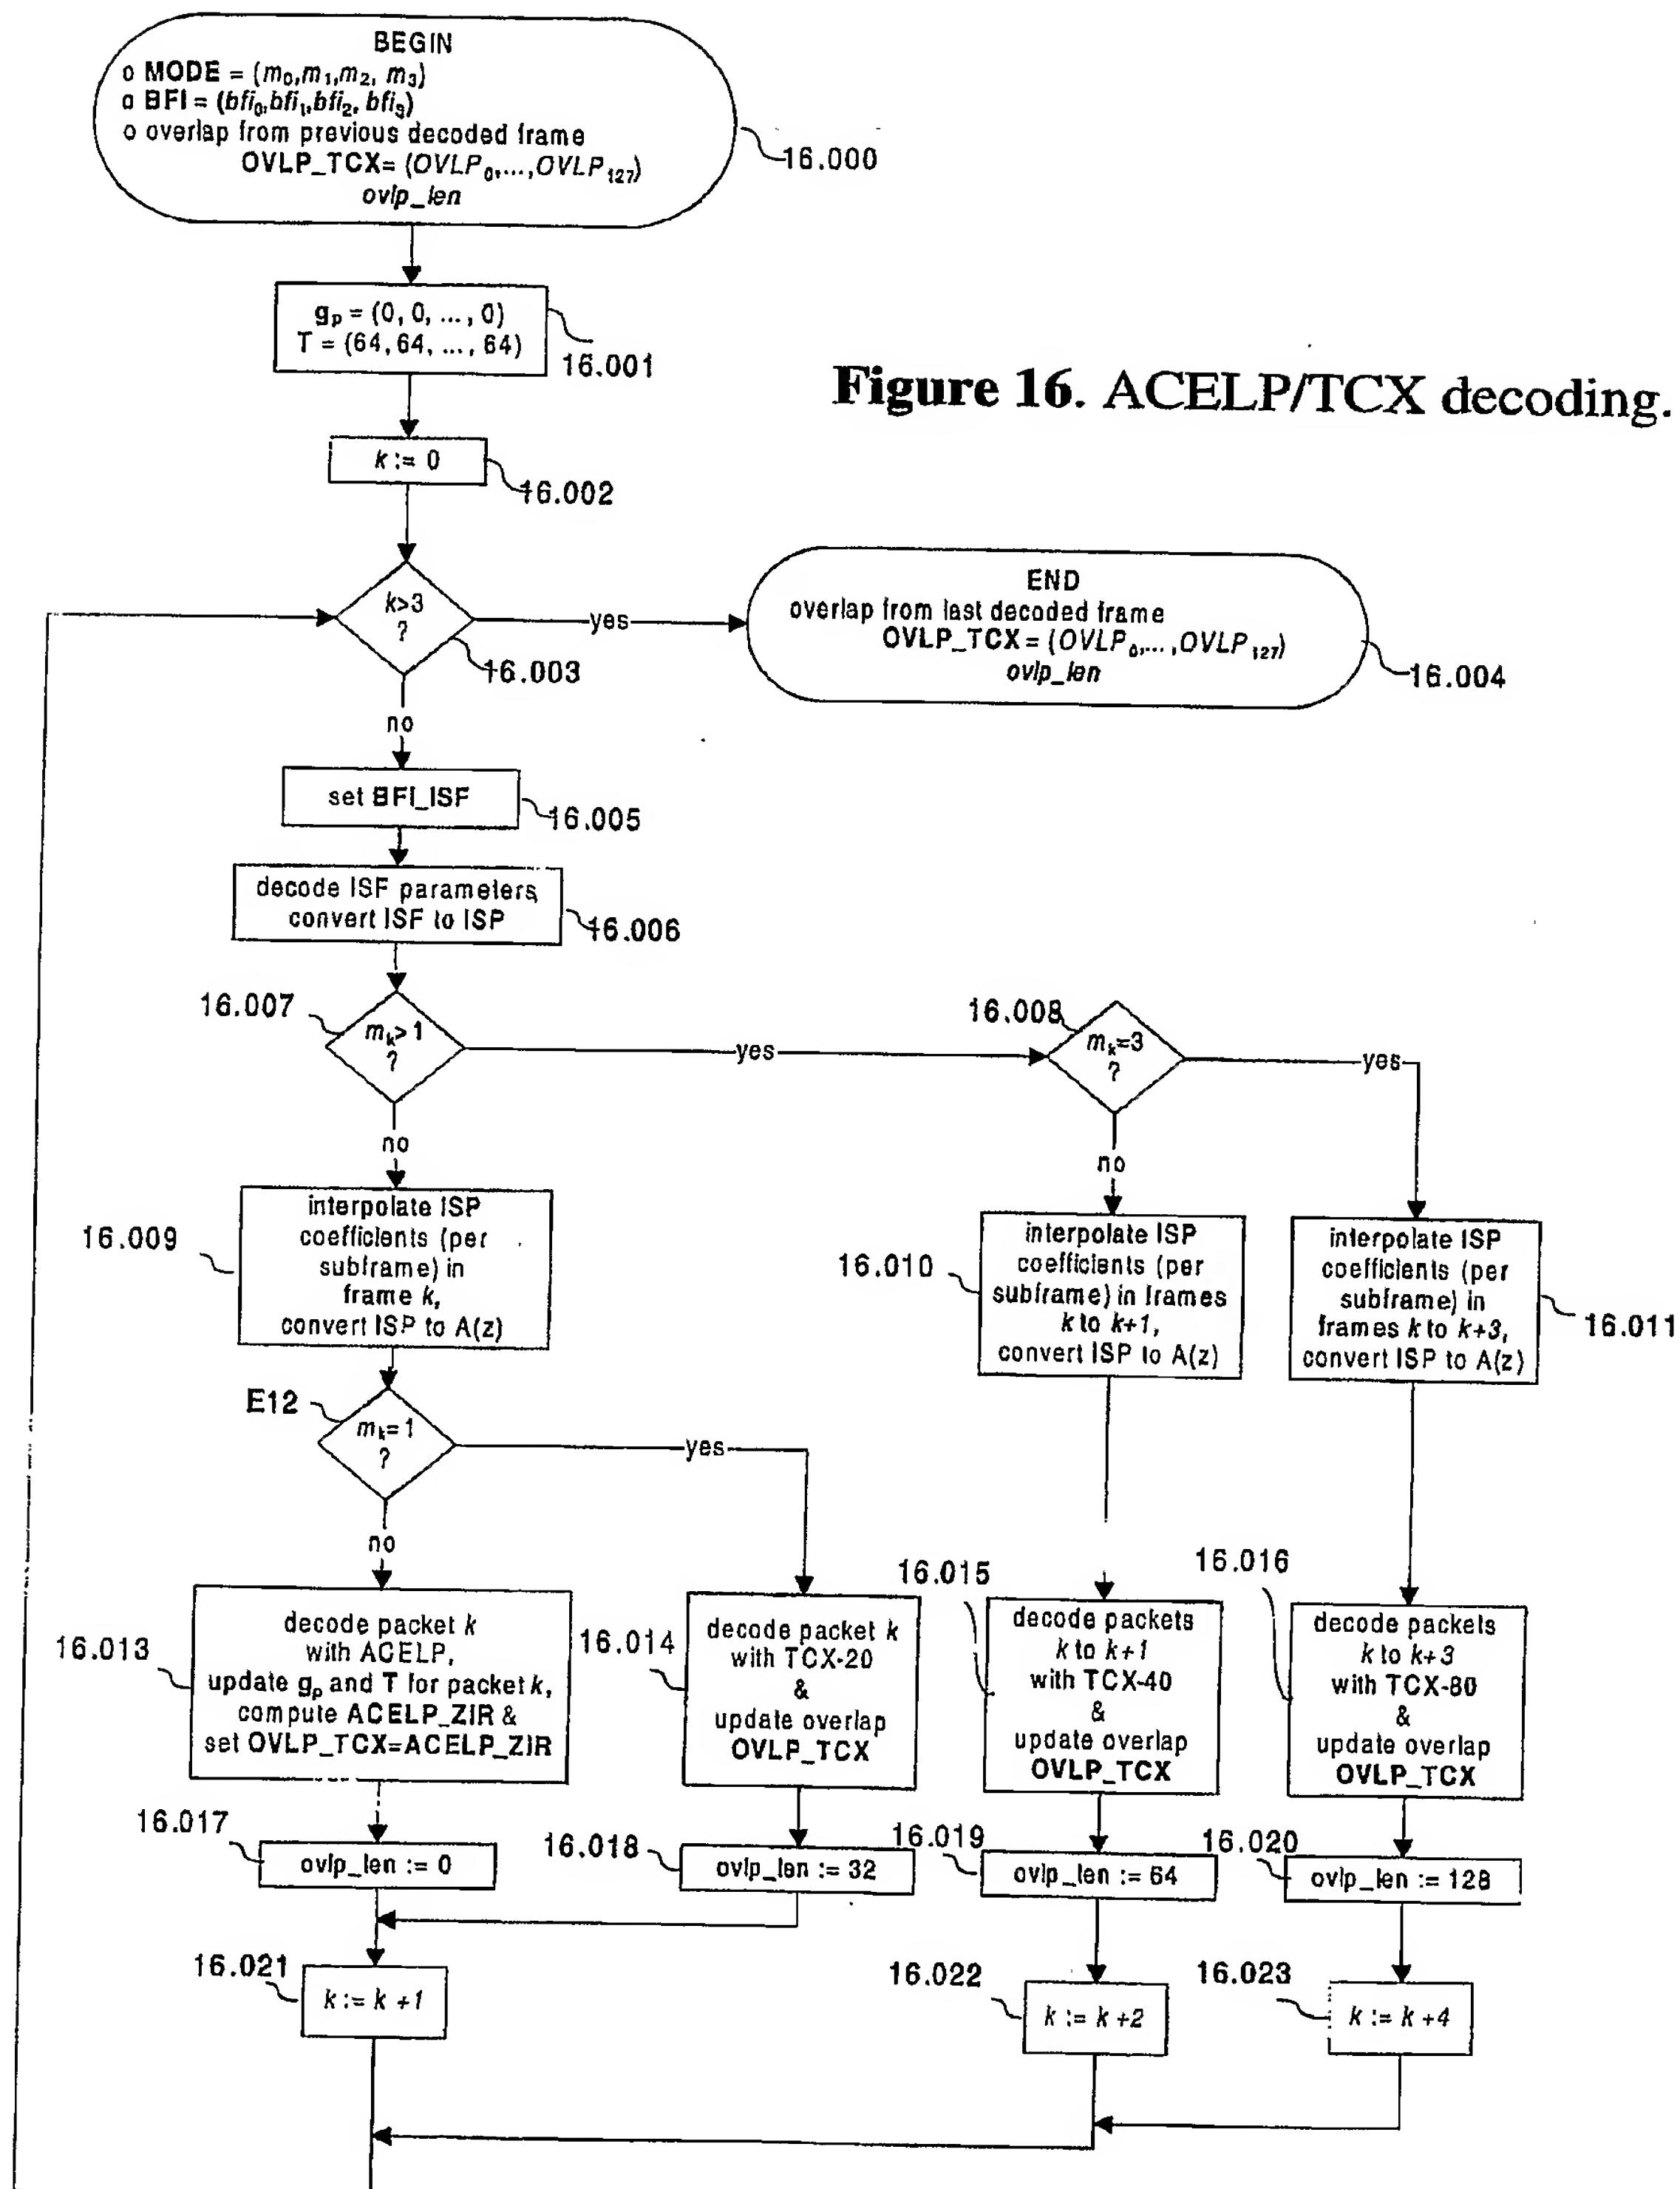 BEGIN
o MODE = (m₀,m₁,m₂, m₃)
o BFI = (bfi₀,bfi₁,bfi₂, bfi₃)
o overlap from previous decoded frame
OVLP_TCX= (OVLP₀,...,OVLP₁₂₇)
ovlp_len
16.000
gₚ = (0, 0, ..., 0)
T = (64, 64, ..., 64)
16.001
Figure 16. ACELP/TCX decoding.
k := 0
16.002
k>3
?
yes
16.003
no
END
overlap from last decoded frame
OVLP_TCX= (OVLP₀,...,OVLP₁₂₇)
ovlp_len
16.004
set BFI_ISF
16.005
decode ISF parameters,
convert ISF to ISP
16.006
16.007
mₖ>1
?
yes
no
16.008
mₖ=3
?
yes
no
16.009
interpolate ISP
coefficients (per
subframe) in
frame k,
convert ISP to A(z)
16.010
interpolate ISP
coefficients (per
subframe) in frames
k to k+1,
convert ISP to A(z)
interpolate ISP
coefficients (per
subframe) in
frames k to k+3,
convert ISP to A(z)
16.011
E12
mₖ=1
?
yes
no
16.013
decode packet k
with ACELP,
update gₚ and T for packet k,
compute ACELP_ZIR &
set OVLP_TCX=ACELP_ZIR
16.014
decode packet k
with TCX-20
&
update overlap
OVLP_TCX
16.015
decode packets
k to k+1
with TCX-40
&
update overlap
OVLP_TCX
16.016
decode packets
k to k+3
with TCX-80
&
update overlap
OVLP_TCX
16.017
ovlp_len := 0
16.018
ovlp_len := 32
16.019
ovlp_len := 64
16.020
ovlp_len := 128
16.021
k := k +1
16.022
k := k +2
16.023
k := k +4